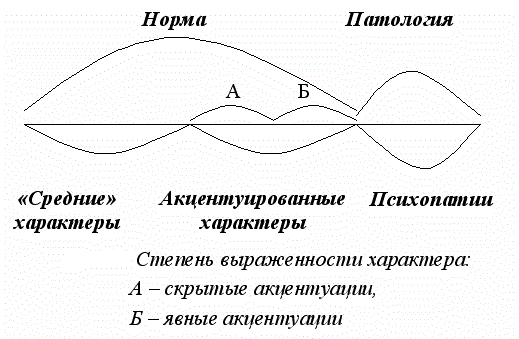 Норма Патология
А Б
«Средние» Акцентуированные Психопатии
характеры характеры
Степень выраженности характера:
А – скрытые акцентуации,
Б – явные акцентуации